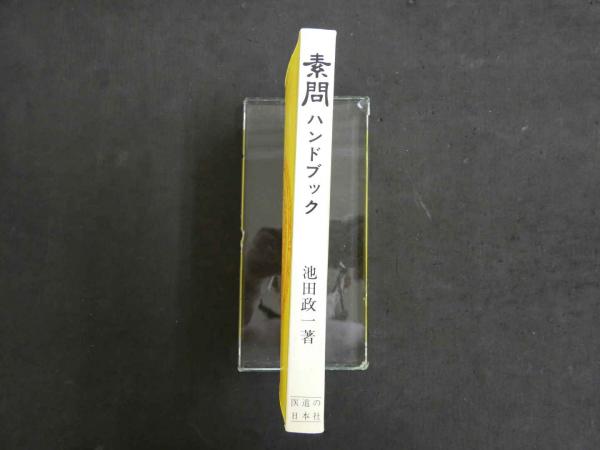 素問ハンドブック
池田政一著
医道の
日本社